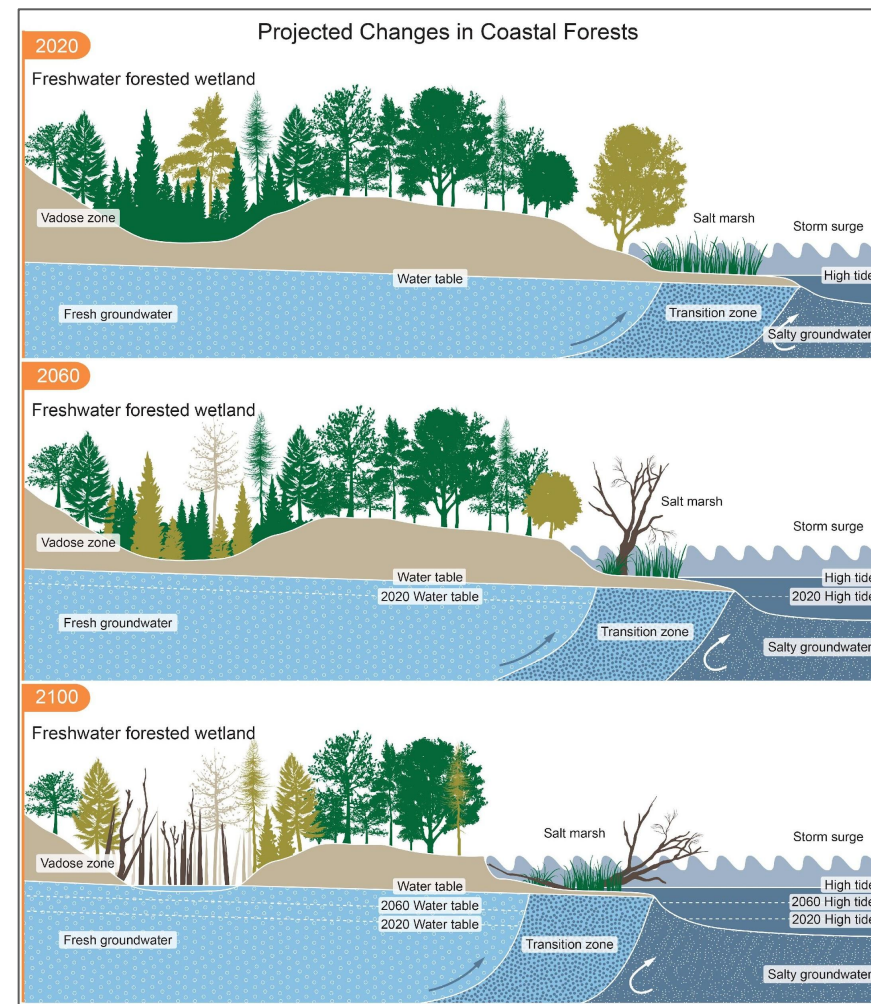 Projected Changes in Coastal Forests
2020
Freshwater forested wetland
Vadose zone
Salt marsh
Storm surge
Water table
High tide
Fresh groundwater
Transition zone
Salty groundwater
2060
Freshwater forested wetland
Salt marsh
Storm surge
Vadose zone
Water table
High tide
2020 Water table
2020 High tide
Fresh groundwater
Transition zone
Salty groundwater
2100
Freshwater forested wetland
Salt marsh
Storm surge
Vadose zone
Water table
High tide
2060 Water table
2060 High tide
2020 Water table
2020 High tide
Fresh groundwater
Transition zone
Salty groundwater